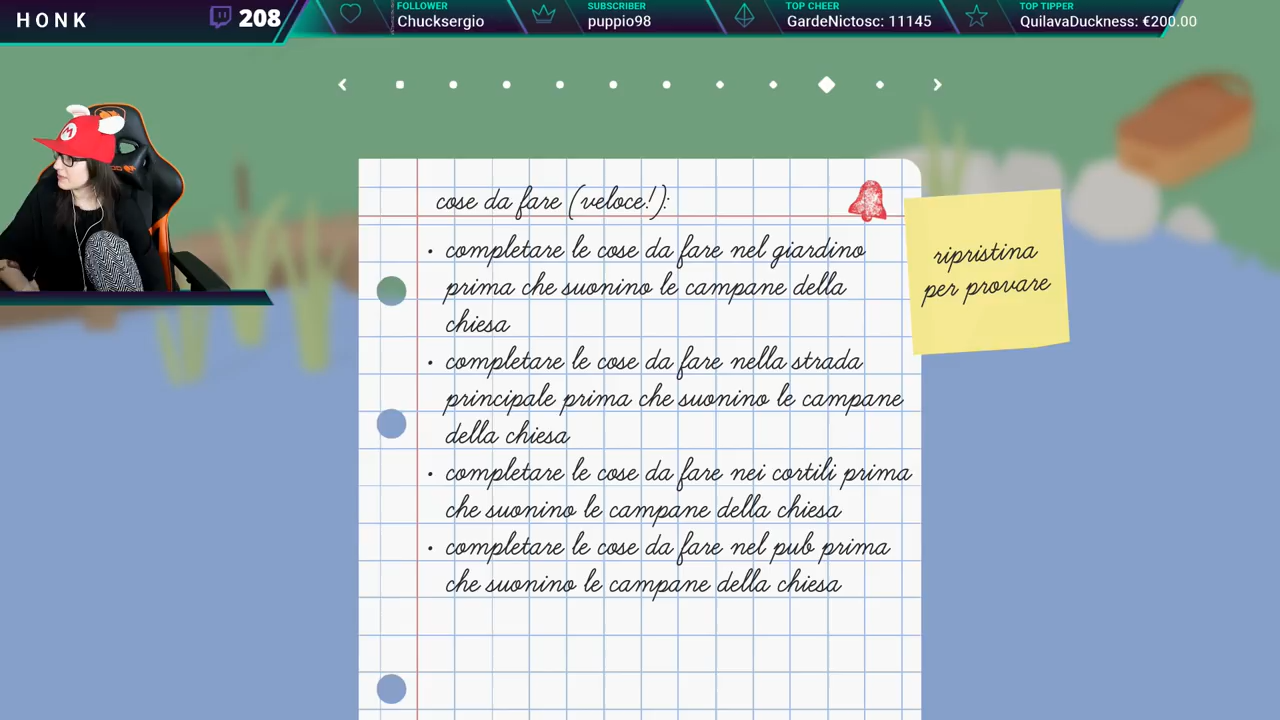 HONK
208
FOLLOWER
Chucksergio
SUBSCRIBER
puppio98
TOP CHEER
GardeNictosc: 11145
TOP TIPPER
QuilavaDuckness: €200.00
M
cose da fare (veloce!):
• completare le cose da fare nel giardino
prima che suonino le campane della
chiesa
• completare le cose da fare nella strada
principale prima che suonino le campane
della chiesa
• completare le cose da fare nei cortili prima
che suonino le campane della chiesa
• completare le cose da fare nel pub prima
che suonino le campane della chiesa
ripristina
per provare